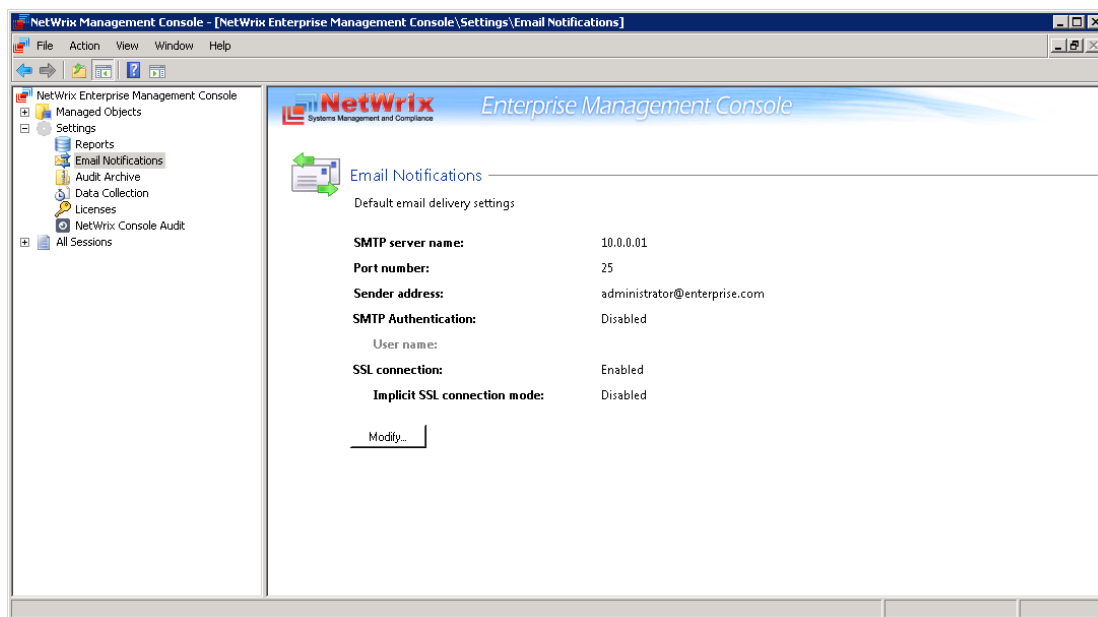 NetWrix Management Console - [NetWrix Enterprise Management Console\Settings\Email Notifications]
File Action View Window Help
NetWrix Enterprise Management Console
Managed Objects
Settings
Reports
Email Notifications
Audit Archive
Data Collection
Licenses
NetWrix Console Audit
All Sessions
NetWrix Enterprise Management Console
Systems Management and Compliance
Email Notifications
Default email delivery settings
SMTP server name: 10.0.0.01
Port number: 25
Sender address: administrator@enterprise.com
SMTP Authentication: Disabled
User name:
SSL connection: Enabled
Implicit SSL connection mode: Disabled
Modify...